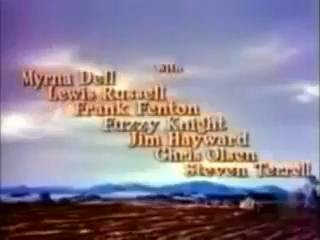 with
Myrna Dell
Lewis Russell
Frank Fenton
Fuzzy Knight
Jim Hayward
Chris Olsen
Steven Terrell